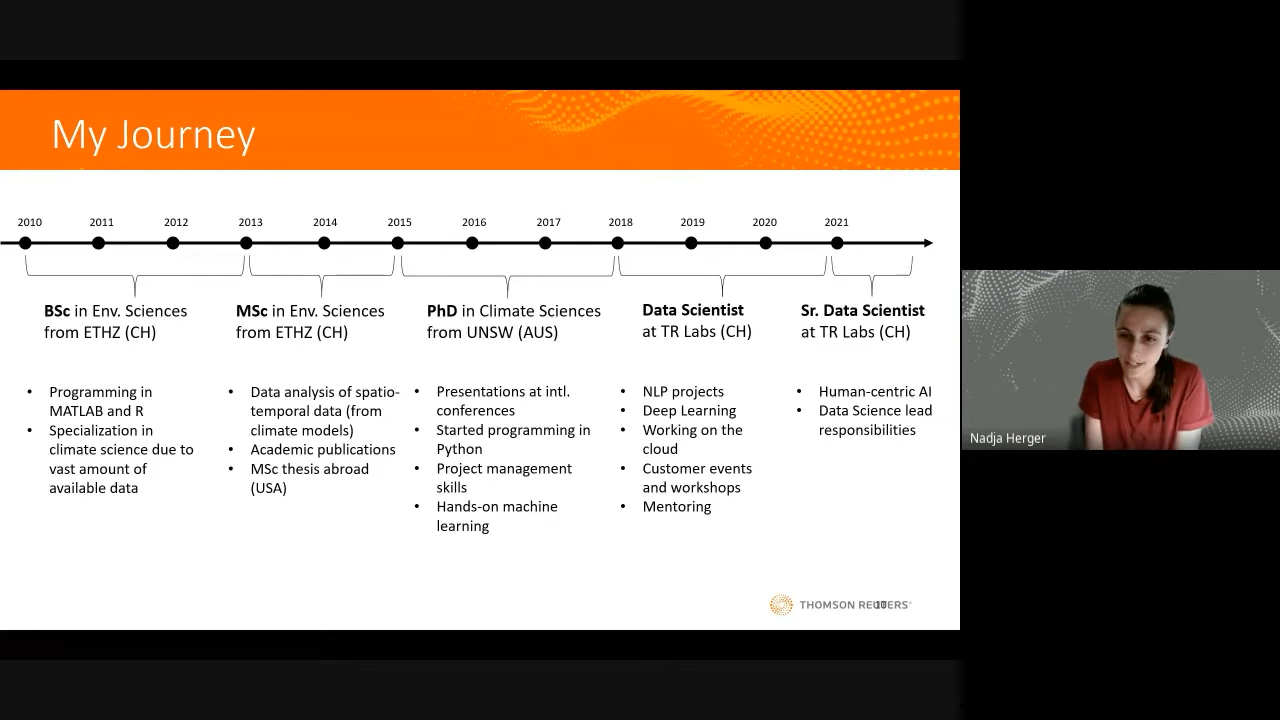 My Journey
2010 2011 2012 2013 2014 2015 2016 2017 2018 2019 2020 2021
BSc in Env. Sciences
from ETHZ (CH)
• Programming in
MATLAB and R
• Specialization in
climate science due to
vast amount of
available data
MSc in Env. Sciences
from ETHZ (CH)
• Data analysis of spatio-
temporal data (from
climate models)
• Academic publications
• MSc thesis abroad
(USA)
PhD in Climate Sciences
from UNSW (AUS)
• Presentations at intl.
conferences
• Started programming in
Python
• Project management
skills
• Hands-on machine
learning
Data Scientist
at TR Labs (CH)
• NLP projects
• Deep Learning
• Working on the
cloud
• Customer events
and workshops
• Mentoring
Sr. Data Scientist
at TR Labs (CH)
• Human-centric AI
• Data Science lead
responsibilities
THOMSON REUTERS
10
Nadja Herger